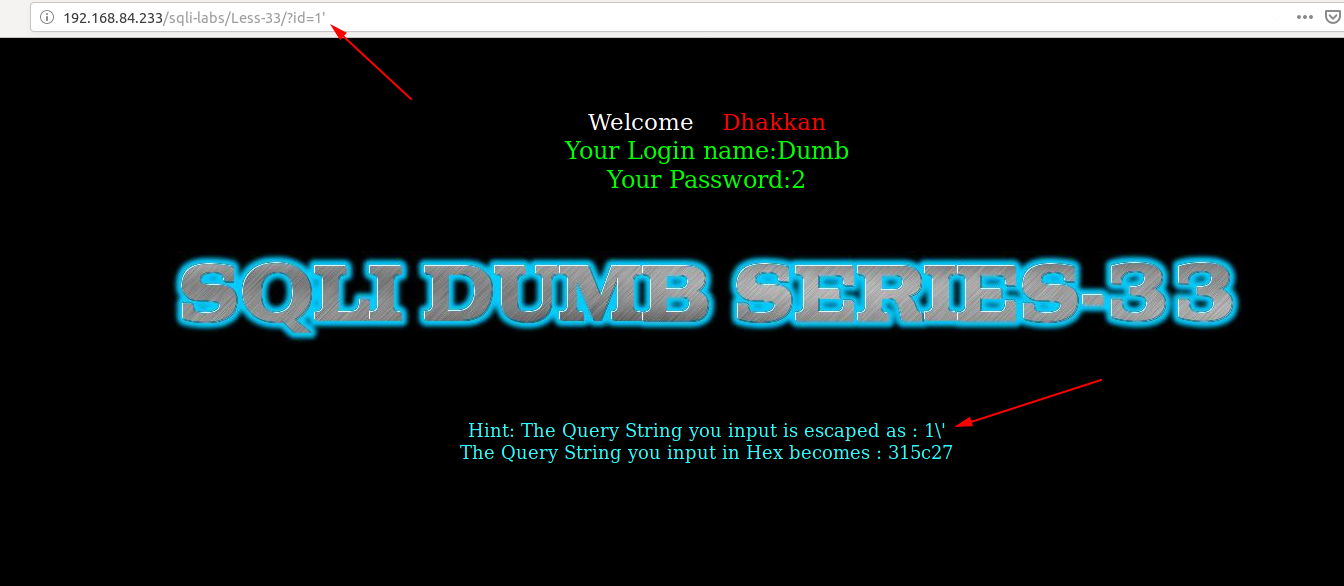 192.168.84.233/sqli-labs/Less-33/?id=1'
Welcome Dhakkan
Your Login name:Dumb
Your Password:2
SQLI DUMB SERIES-33
Hint: The Query String you input is escaped as : 1\'
The Query String you input in Hex becomes : 315c27